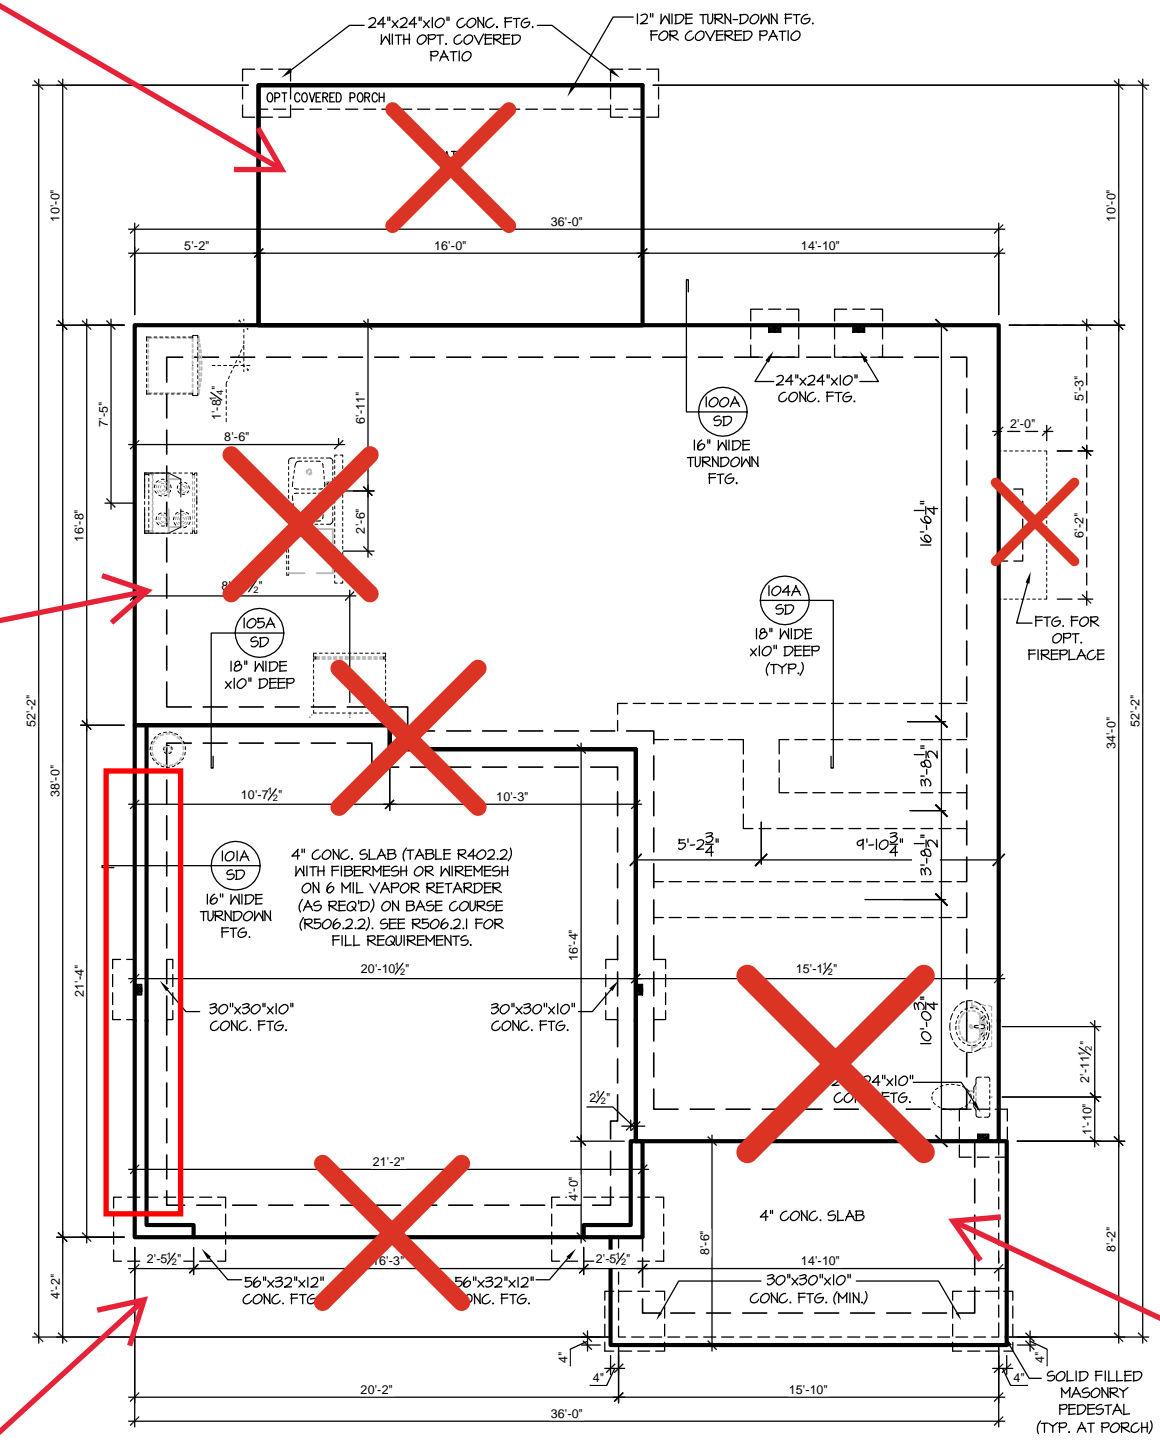 24"x24"x10" CONC. FTG.
WITH OPT. COVERED
PATIO
12" WIDE TURN-DOWN FTG.
FOR COVERED PATIO
OPT COVERED PORCH
10'-0"
10'-0"
36'-0"
5'-2"
16'-0"
14'-10"
24"x24"x10"
CONC. FTG.
100A
SD
16" WIDE
TURNDOWN
FTG.
1'-8¼"
6'-11"
7'-5"
8'-6"
5'-3"
2'-0"
16'-8"
2'-6"
16'-6¼"
6'-2"
105A
SD
18" WIDE
x10" DEEP
104A
SD
18" WIDE
x10" DEEP
(TYP.)
FTG. FOR
OPT.
FIREPLACE
52'-2"
52'-2"
38'-0"
34'-0"
10'-7½"
10'-3"
3'-8½"
5'-2¾"
9'-10¾"
3'-8½"
101A
SD
16" WIDE
TURNDOWN
FTG.
4" CONC. SLAB (TABLE R402.2)
WITH FIBERMESH OR WIREMESH
ON 6 MIL VAPOR RETARDER
(AS REQ'D) ON BASE COURSE
(R506.2.2). SEE R506.2.1 FOR
FILL REQUIREMENTS.
16'-4"
21'-4"
20'-10½"
15'-1½"
30"x30"x10"
CONC. FTG.
30"x30"x10"
CONC. FTG.
10'-0¾"
2'-11½"
4"x10"
FTG.
2½"
1'-10"
21'-2"
4'-0"
4" CONC. SLAB
8'-6"
8'-2"
4'-2"
2'-5½"
16'-3"
2'-5½"
14'-10"
56"x32"x12"
CONC. FTG.
56"x32"x12"
CONC. FTG.
30"x30"x10"
CONC. FTG. (MIN.)
4"
4"
4"
4"
SOLID FILLED
MASONRY
PEDESTAL
(TYP. AT PORCH)
20'-2"
15'-10"
36'-0"